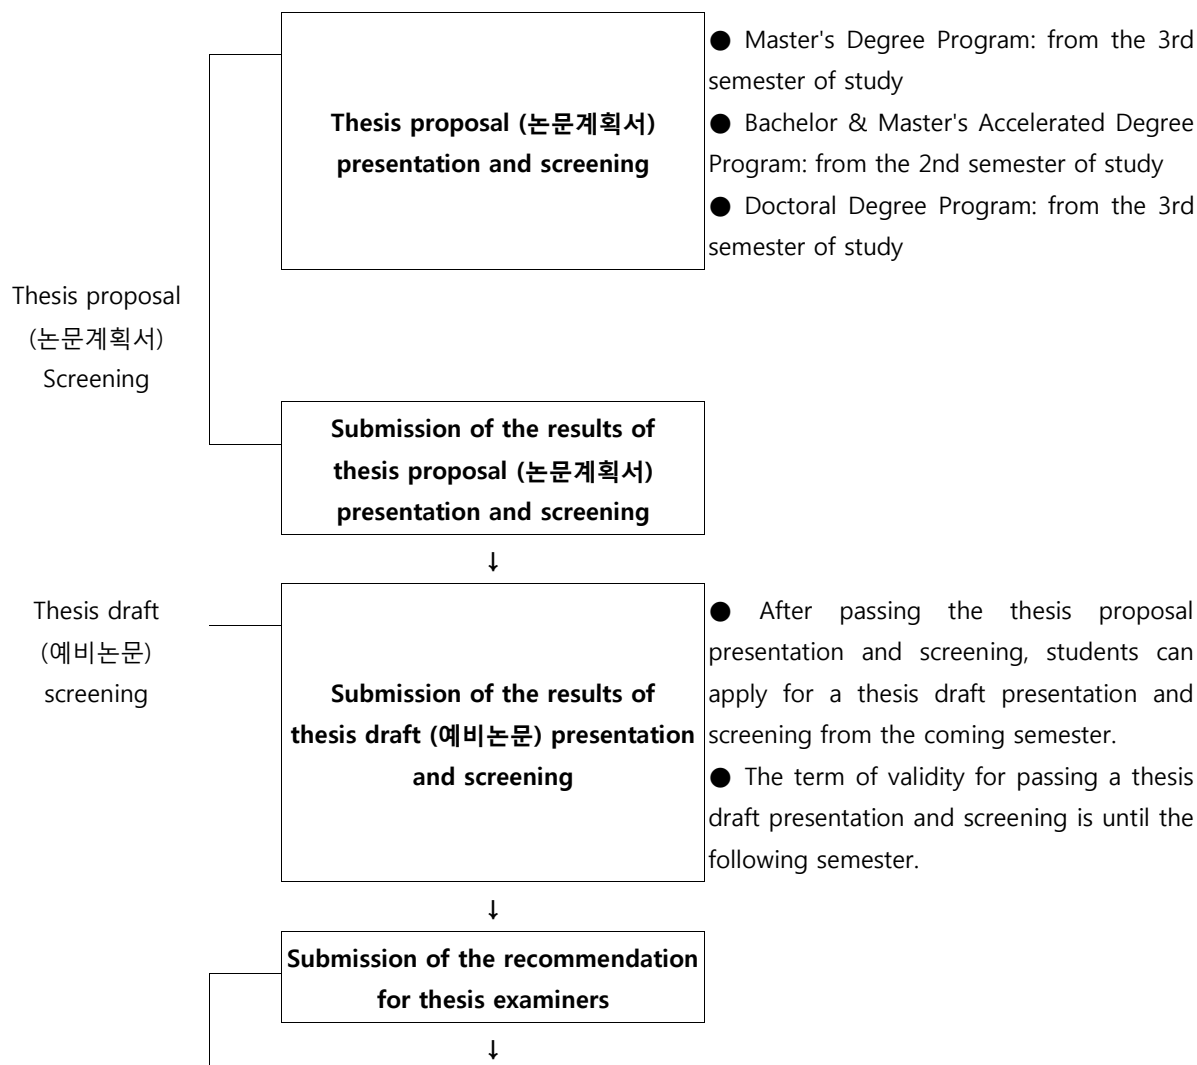 Thesis proposal
(논문계획서)
Screening
Thesis proposal (논문계획서)
presentation and screening
● Master's Degree Program: from the 3rd
semester of study
● Bachelor & Master's Accelerated Degree
Program: from the 2nd semester of study
● Doctoral Degree Program: from the 3rd
semester of study
Submission of the results of
thesis proposal (논문계획서)
presentation and screening
↓
Thesis draft
(예비논문)
screening
Submission of the results of
thesis draft (예비논문) presentation
and screening
● After passing the thesis proposal
presentation and screening, students can
apply for a thesis draft presentation and
screening from the coming semester.
● The term of validity for passing a thesis
draft presentation and screening is until the
following semester.
↓
Submission of the recommendation
for thesis examiners
↓